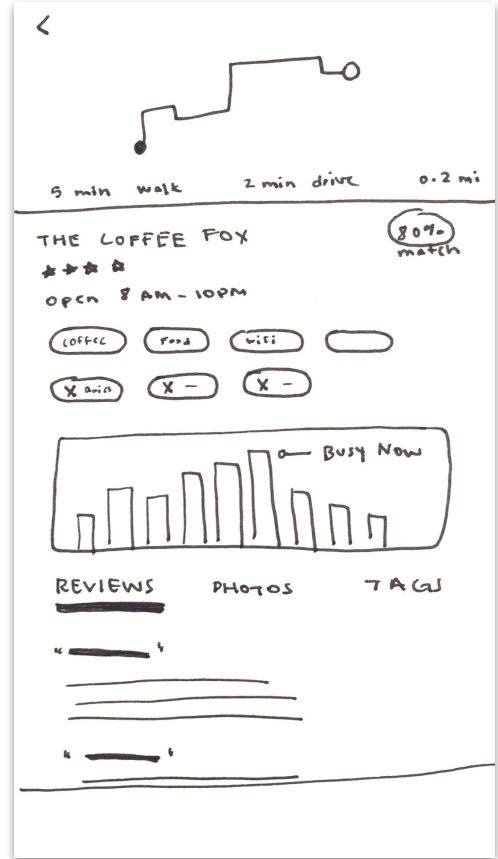 5 min walk 2 min drive 0.2 mi
THE COFFEE FOX
80% match
open 8 AM - 10PM
coffee Food wifi
X quiet X - X -
Busy Now
REVIEWS PHOTOS TAGS